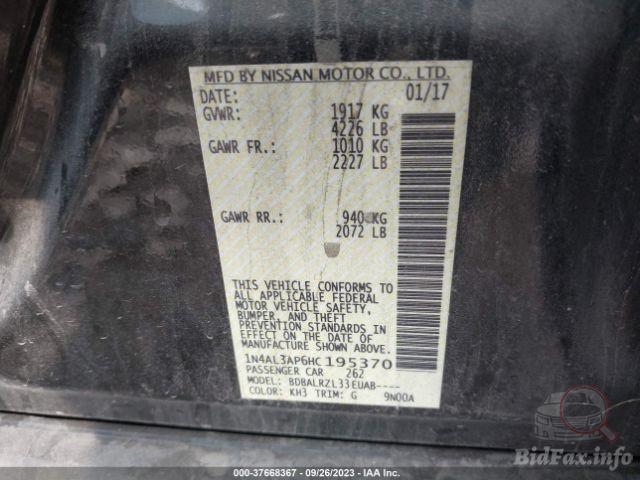 MFD BY NISSAN MOTOR CO., LTD.
DATE: 01/17
GVWR: 1917 KG
4226 LB
GAWR FR.: 1010 KG
2227 LB
GAWR RR.: 940 KG
2072 LB
THIS VEHICLE CONFORMS TO
ALL APPLICABLE FEDERAL
MOTOR VEHICLE SAFETY,
BUMPER, AND THEFT
PREVENTION STANDARDS IN
EFFECT ON THE DATE OF
MANUFACTURE SHOWN ABOVE.
1N4AL3AP6HC195370
PASSENGER CAR 262
MODEL: BDBALRZL33EUAB----
COLOR: KH3 TRIM: G 9N00A
BidFax.info
000-37668367 - 09/26/2023 - IAA Inc.